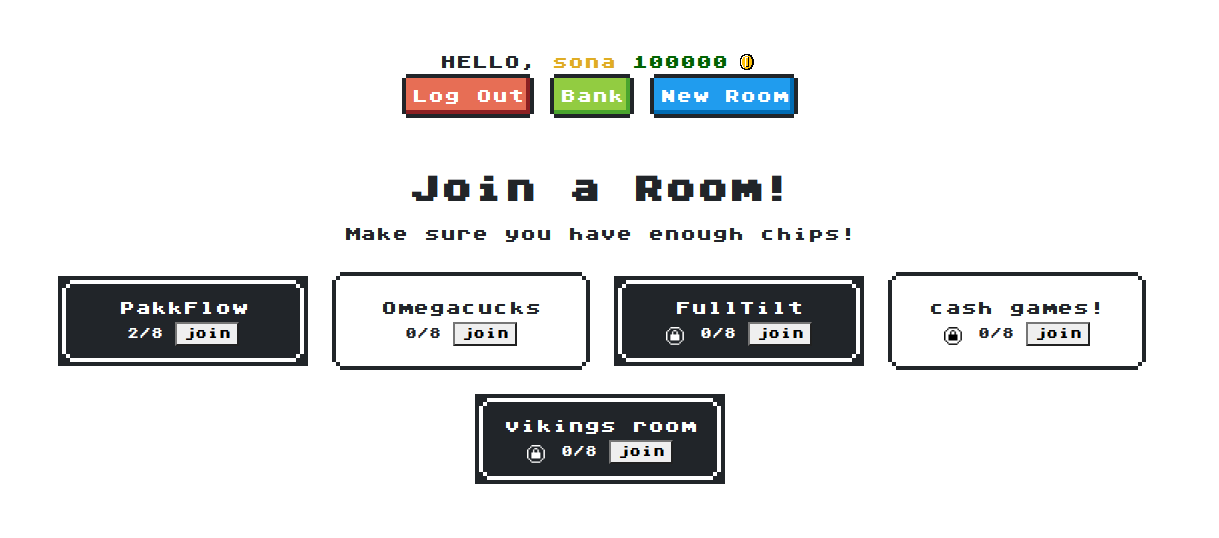 HELLO, sona 100000
Log Out Bank New Room
Join a Room!
Make sure you have enough chips!
PakkFlow
2/8 join
Omegacucks
0/8 join
FullTilt
0/8 join
cash games!
0/8 join
vikings room
0/8 join